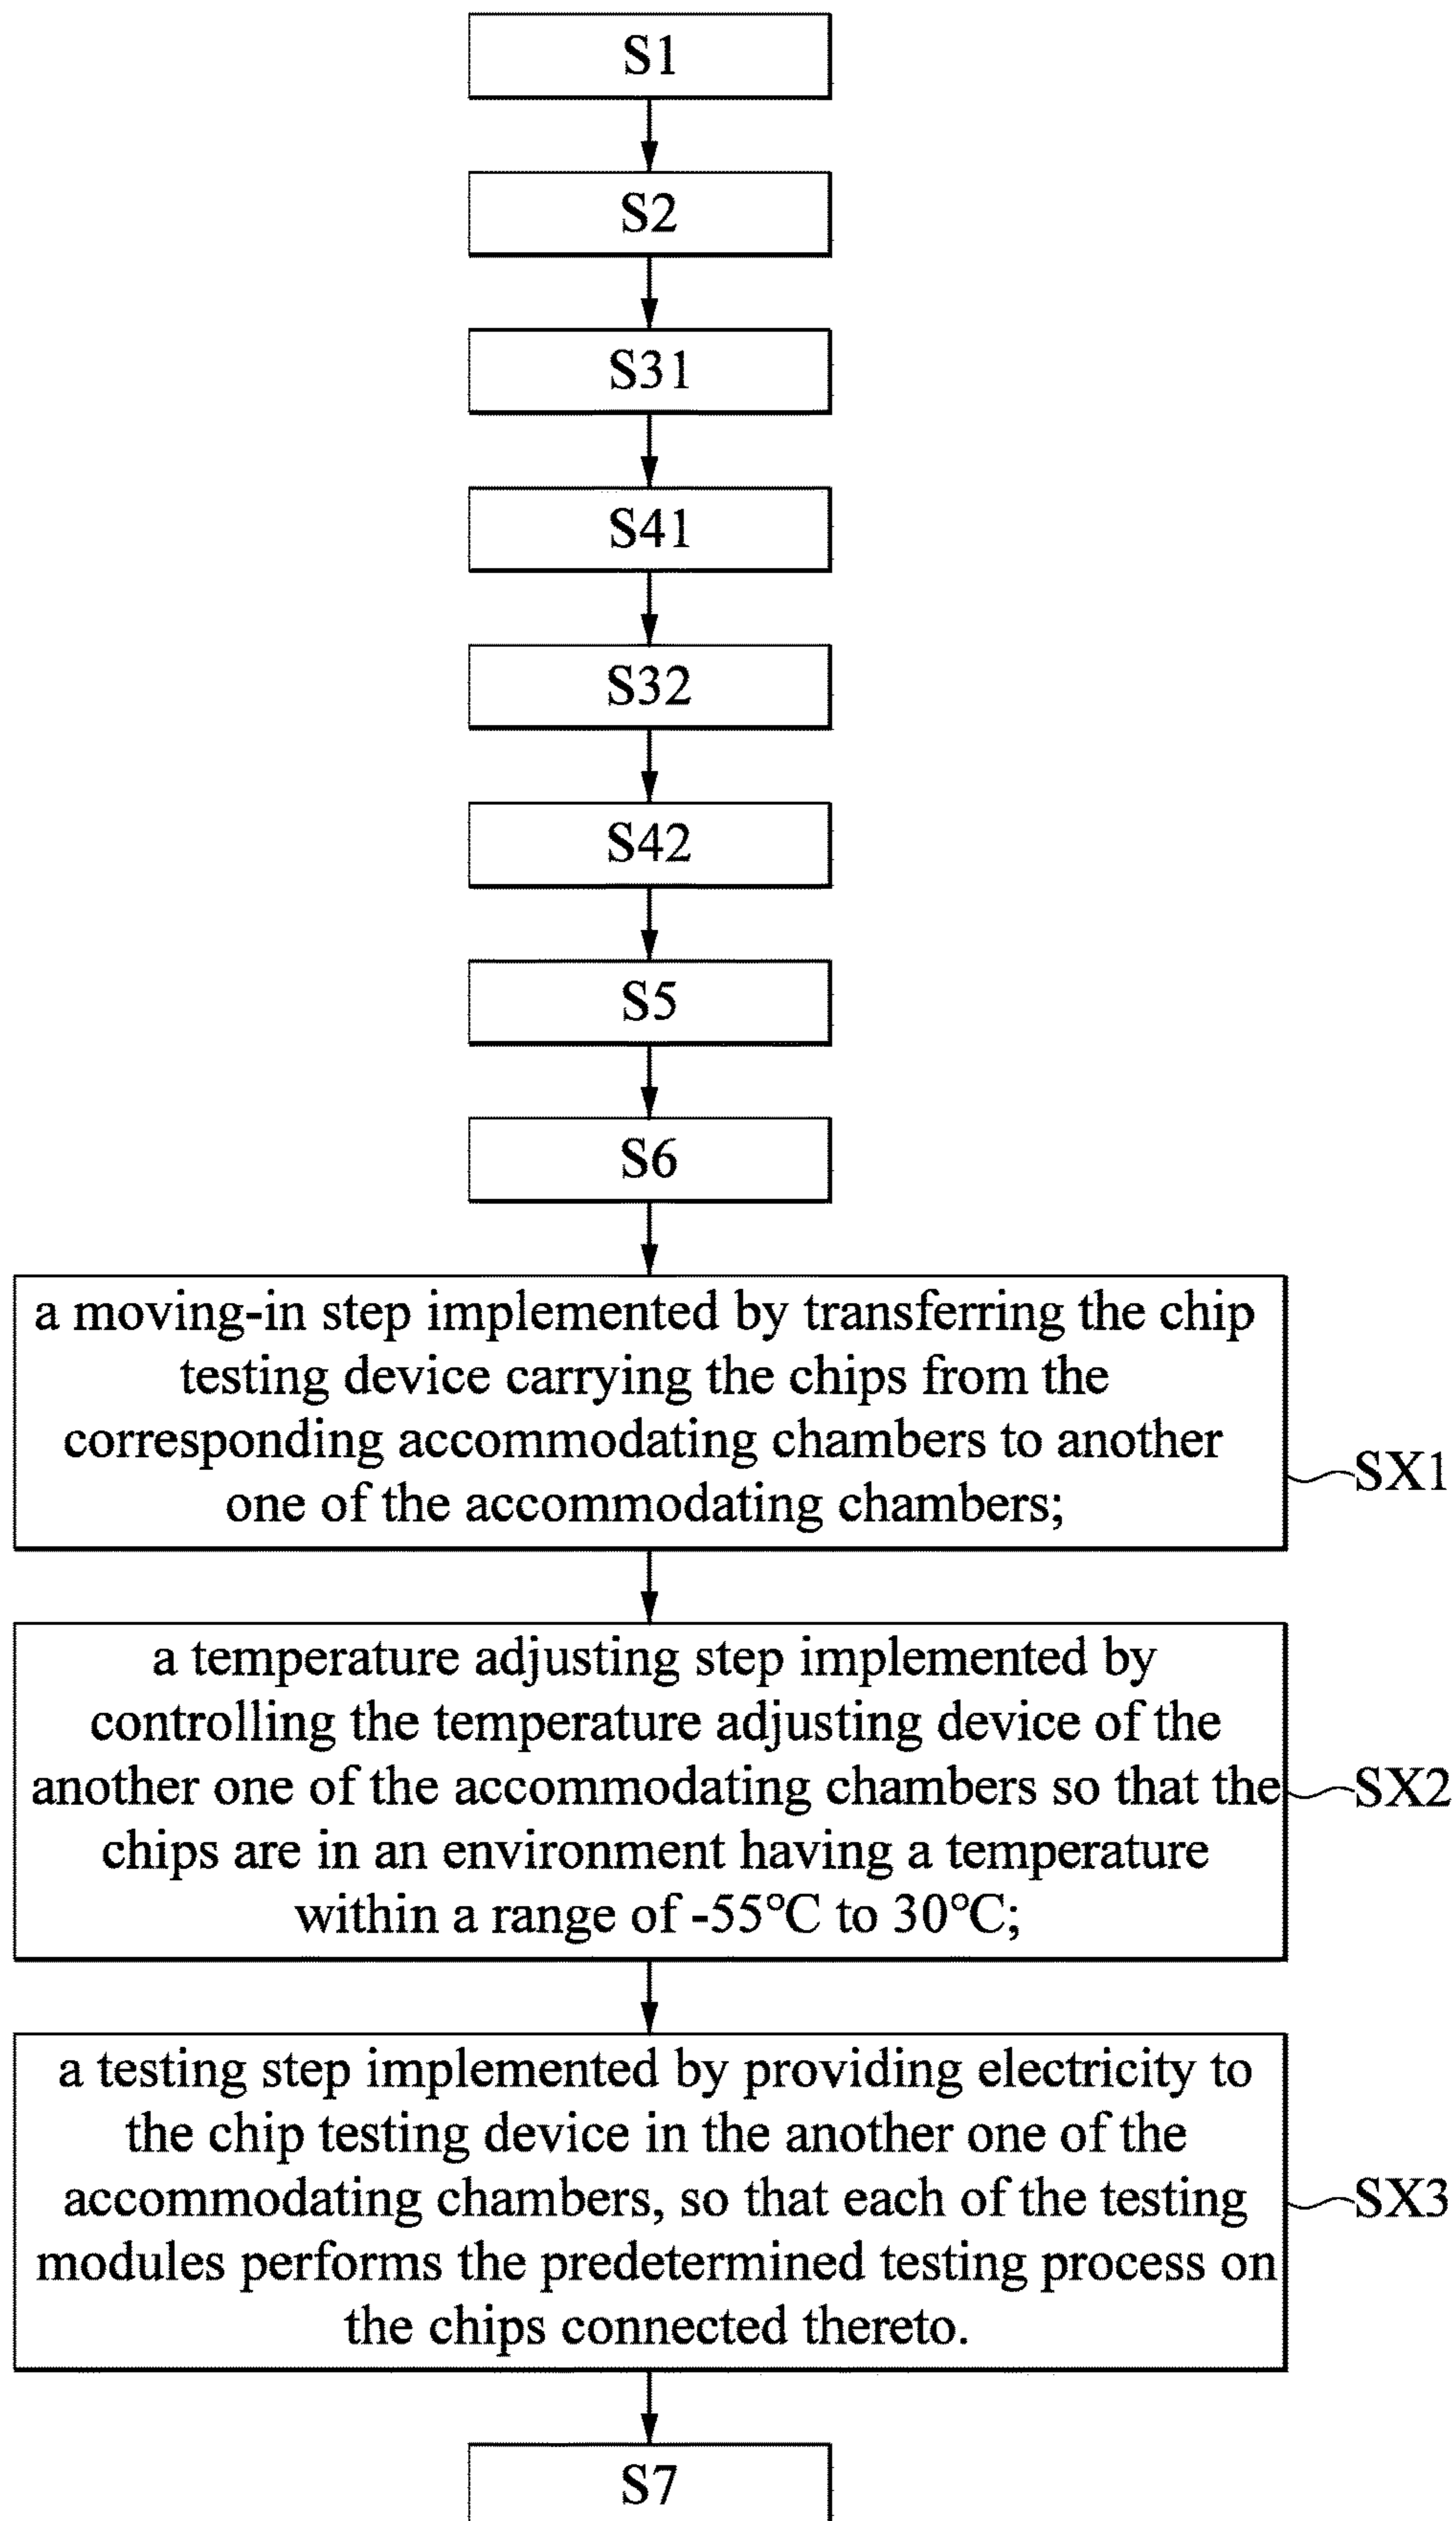 S1
S2
S31
S41
S32
S42
S5
S6
a moving-in step implemented by transferring the chip
testing device carrying the chips from the
corresponding accommodating chambers to another
one of the accommodating chambers;
SX1
a temperature adjusting step implemented by
controlling the temperature adjusting device of the
another one of the accommodating chambers so that the
chips are in an environment having a temperature
within a range of -55℃ to 30℃;
SX2
a testing step implemented by providing electricity to
the chip testing device in the another one of the
accommodating chambers, so that each of the testing
modules performs the predetermined testing process on
the chips connected thereto.
SX3
S7